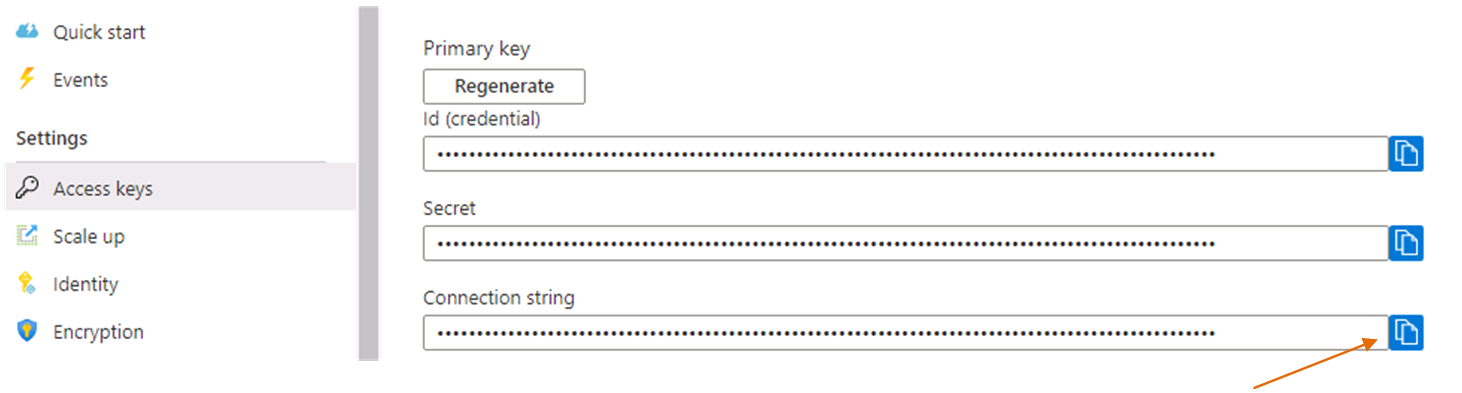 Quick start
Events
Settings
Access keys
Scale up
Identity
Encryption
Primary key
Regenerate
Id (credential)
Secret
Connection string